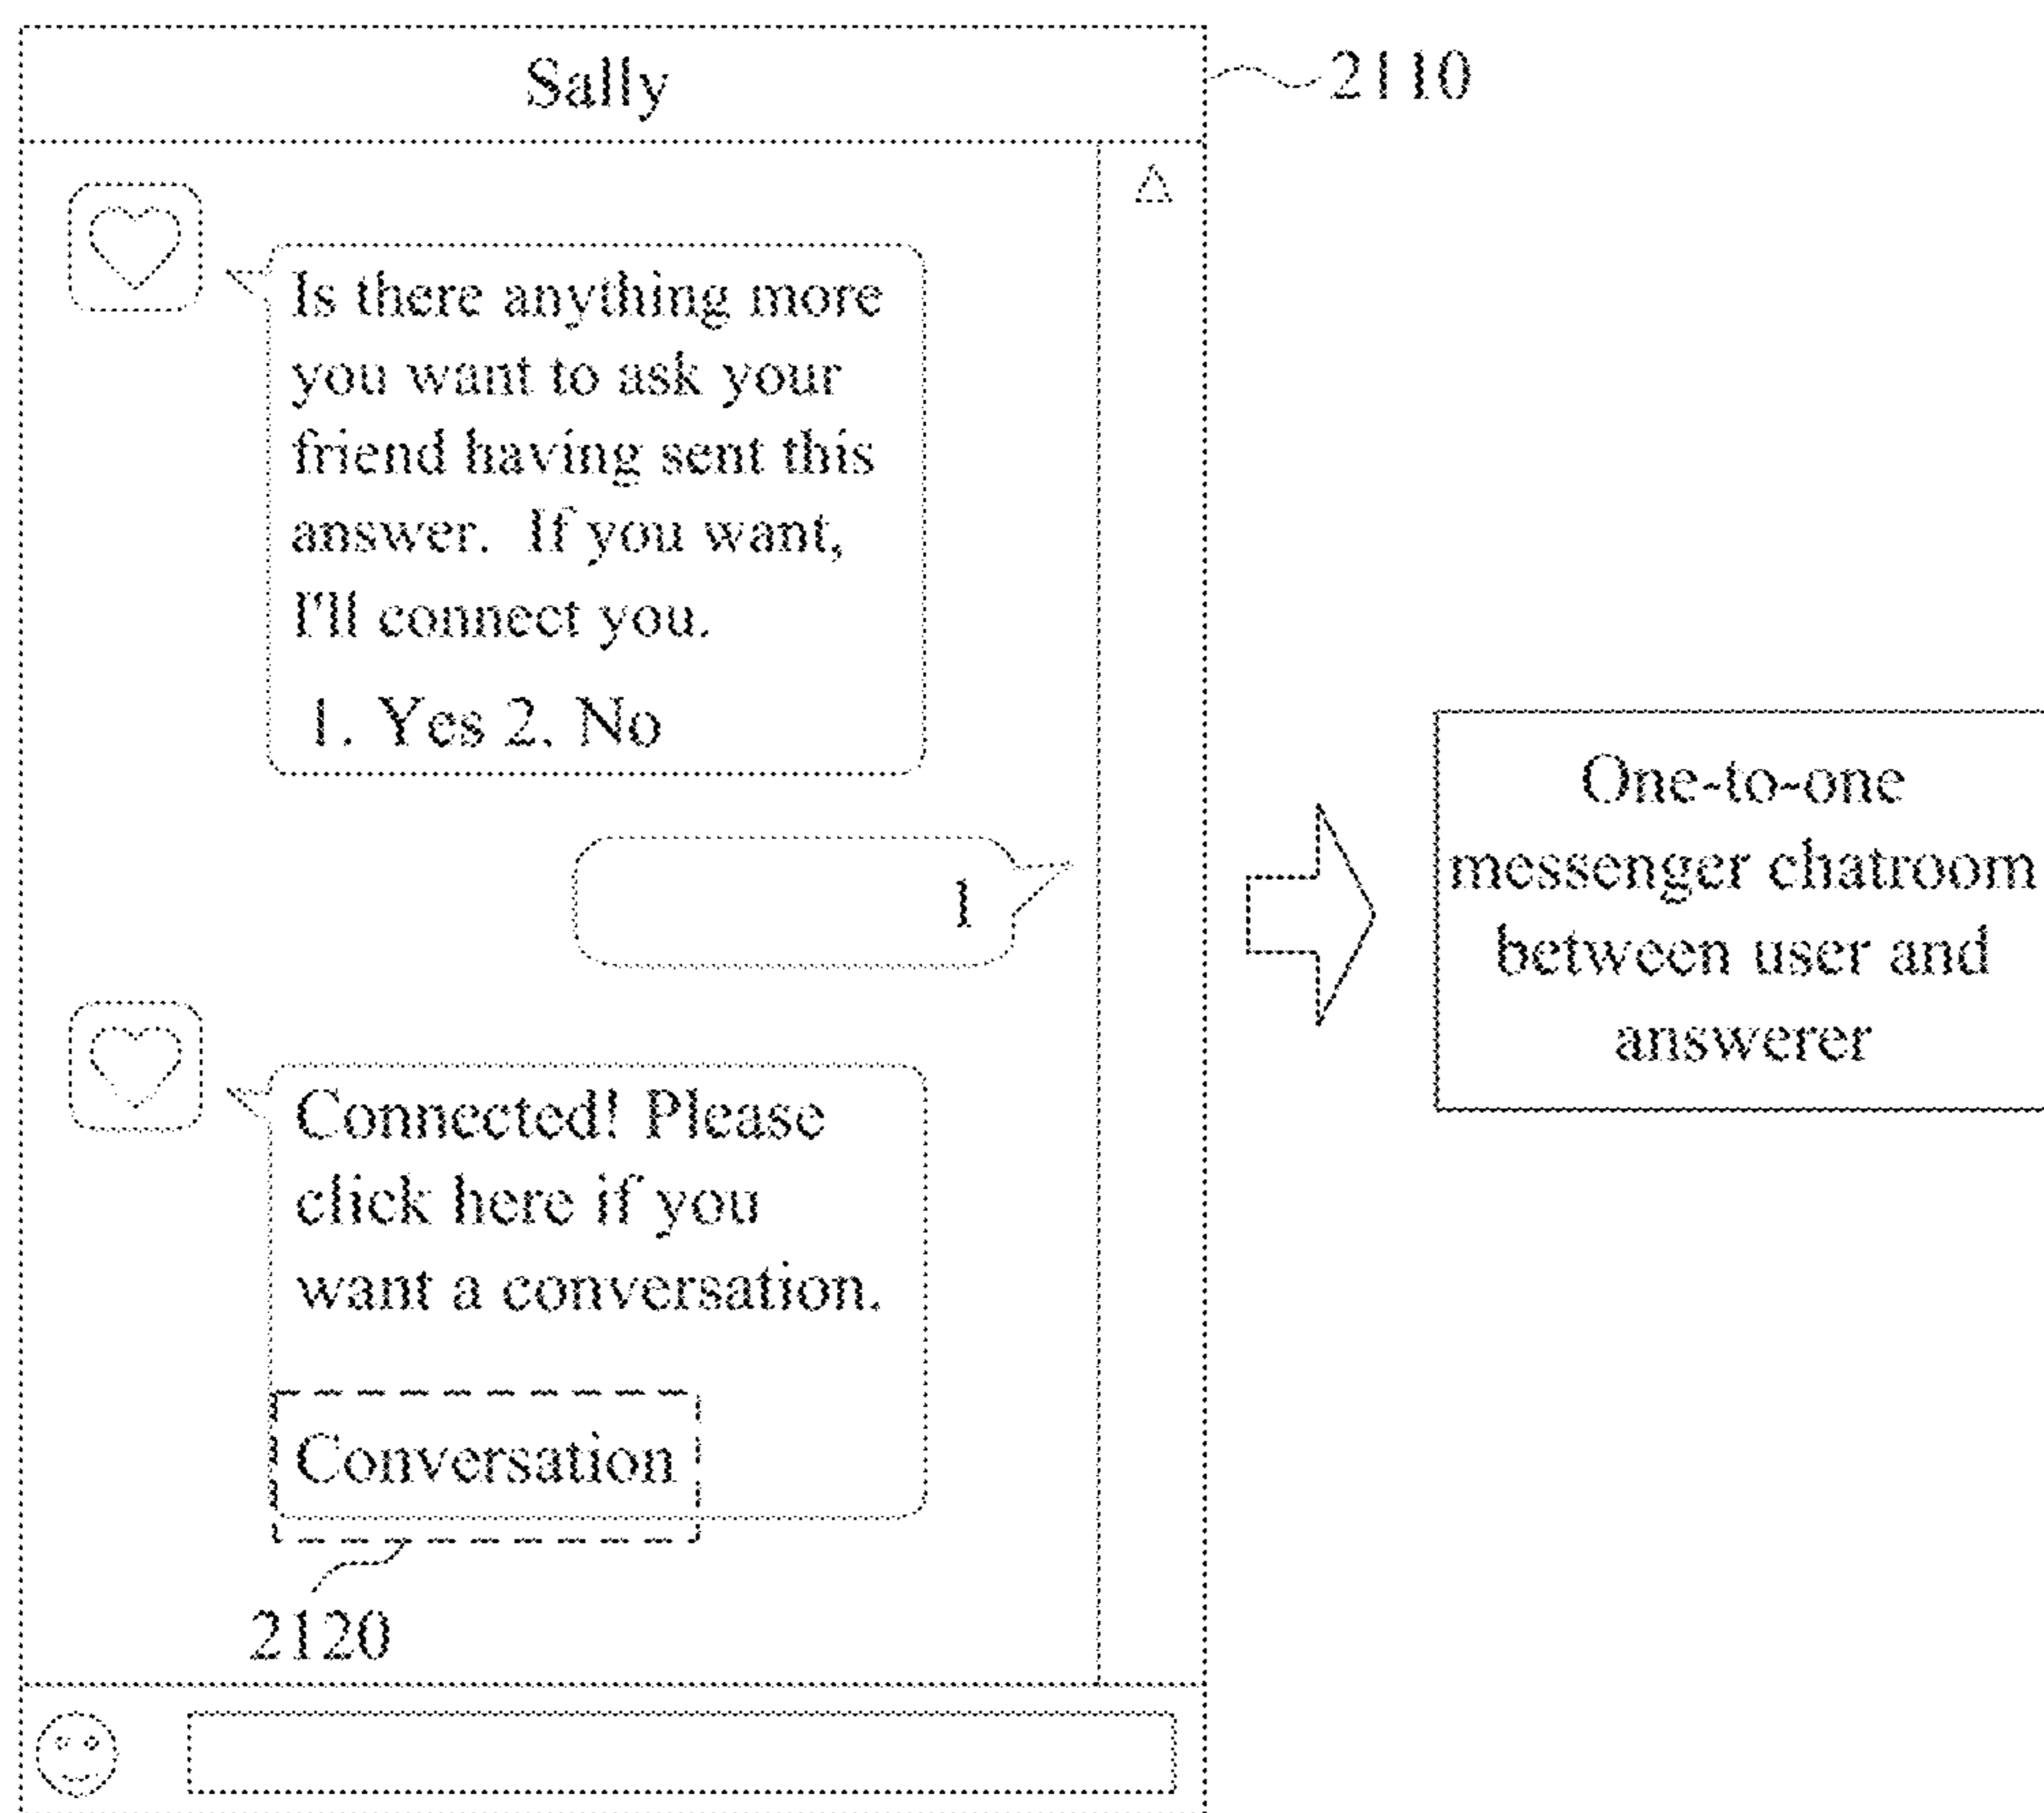 Sally
2110
Is there anything more
you want to ask your
friend having sent this
answer.  If you want,
I'll connect you.
1. Yes 2. No
1
Connected! Please
click here if you
want a conversation.
Conversation
2120
One-to-one
messenger chatroom
between user and
answerer